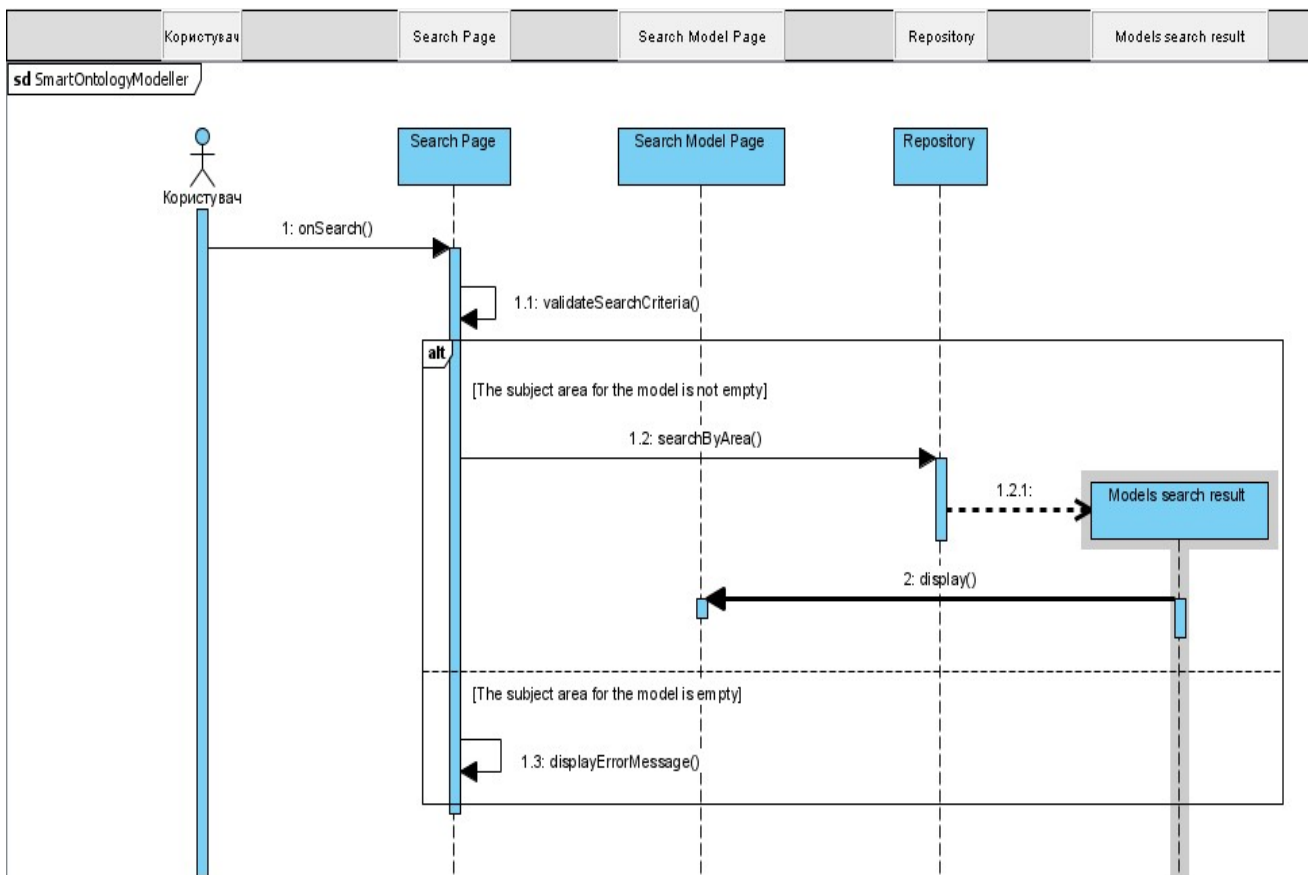 Користувач Search Page Search Model Page Repository Models search result
sd SmartOntologyModeller
Search Page Search Model Page Repository
Користувач
1: onSearch()
1.1: validateSearchCriteria()
alt
[The subject area for the model is not empty]
1.2: searchByArea()
1.2.1:
Models search result
2: display()
[The subject area for the model is empty]
1.3: displayErrorMessage()